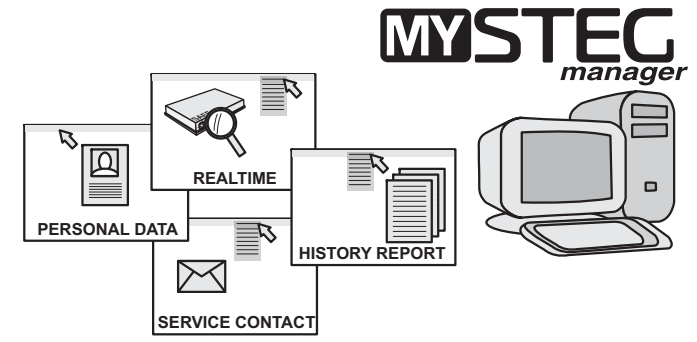 MYSTEG
manager
REALTIME
PERSONAL DATA
HISTORY REPORT
SERVICE CONTACT